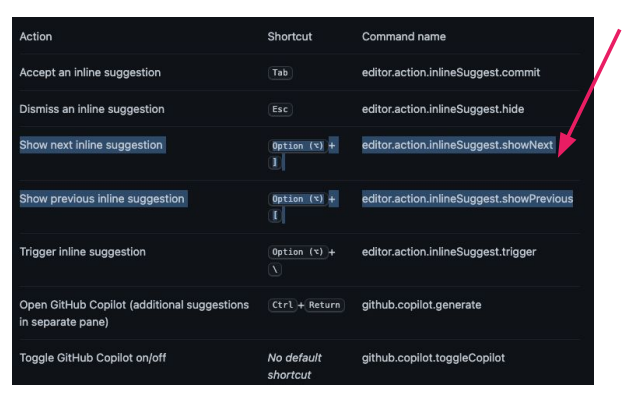 Action Shortcut Command name
Accept an inline suggestion Tab editor.action.inlineSuggest.commit
Dismiss an inline suggestion Esc editor.action.inlineSuggest.hide
Show next inline suggestion Option (⌥) + editor.action.inlineSuggest.showNext
]
Show previous inline suggestion Option (⌥) + editor.action.inlineSuggest.showPrevious
[
Trigger inline suggestion Option (⌥) + editor.action.inlineSuggest.trigger
\
Open GitHub Copilot (additional suggestions Ctrl + Return github.copilot.generate
in separate pane)
Toggle GitHub Copilot on/off No default github.copilot.toggleCopilot
shortcut